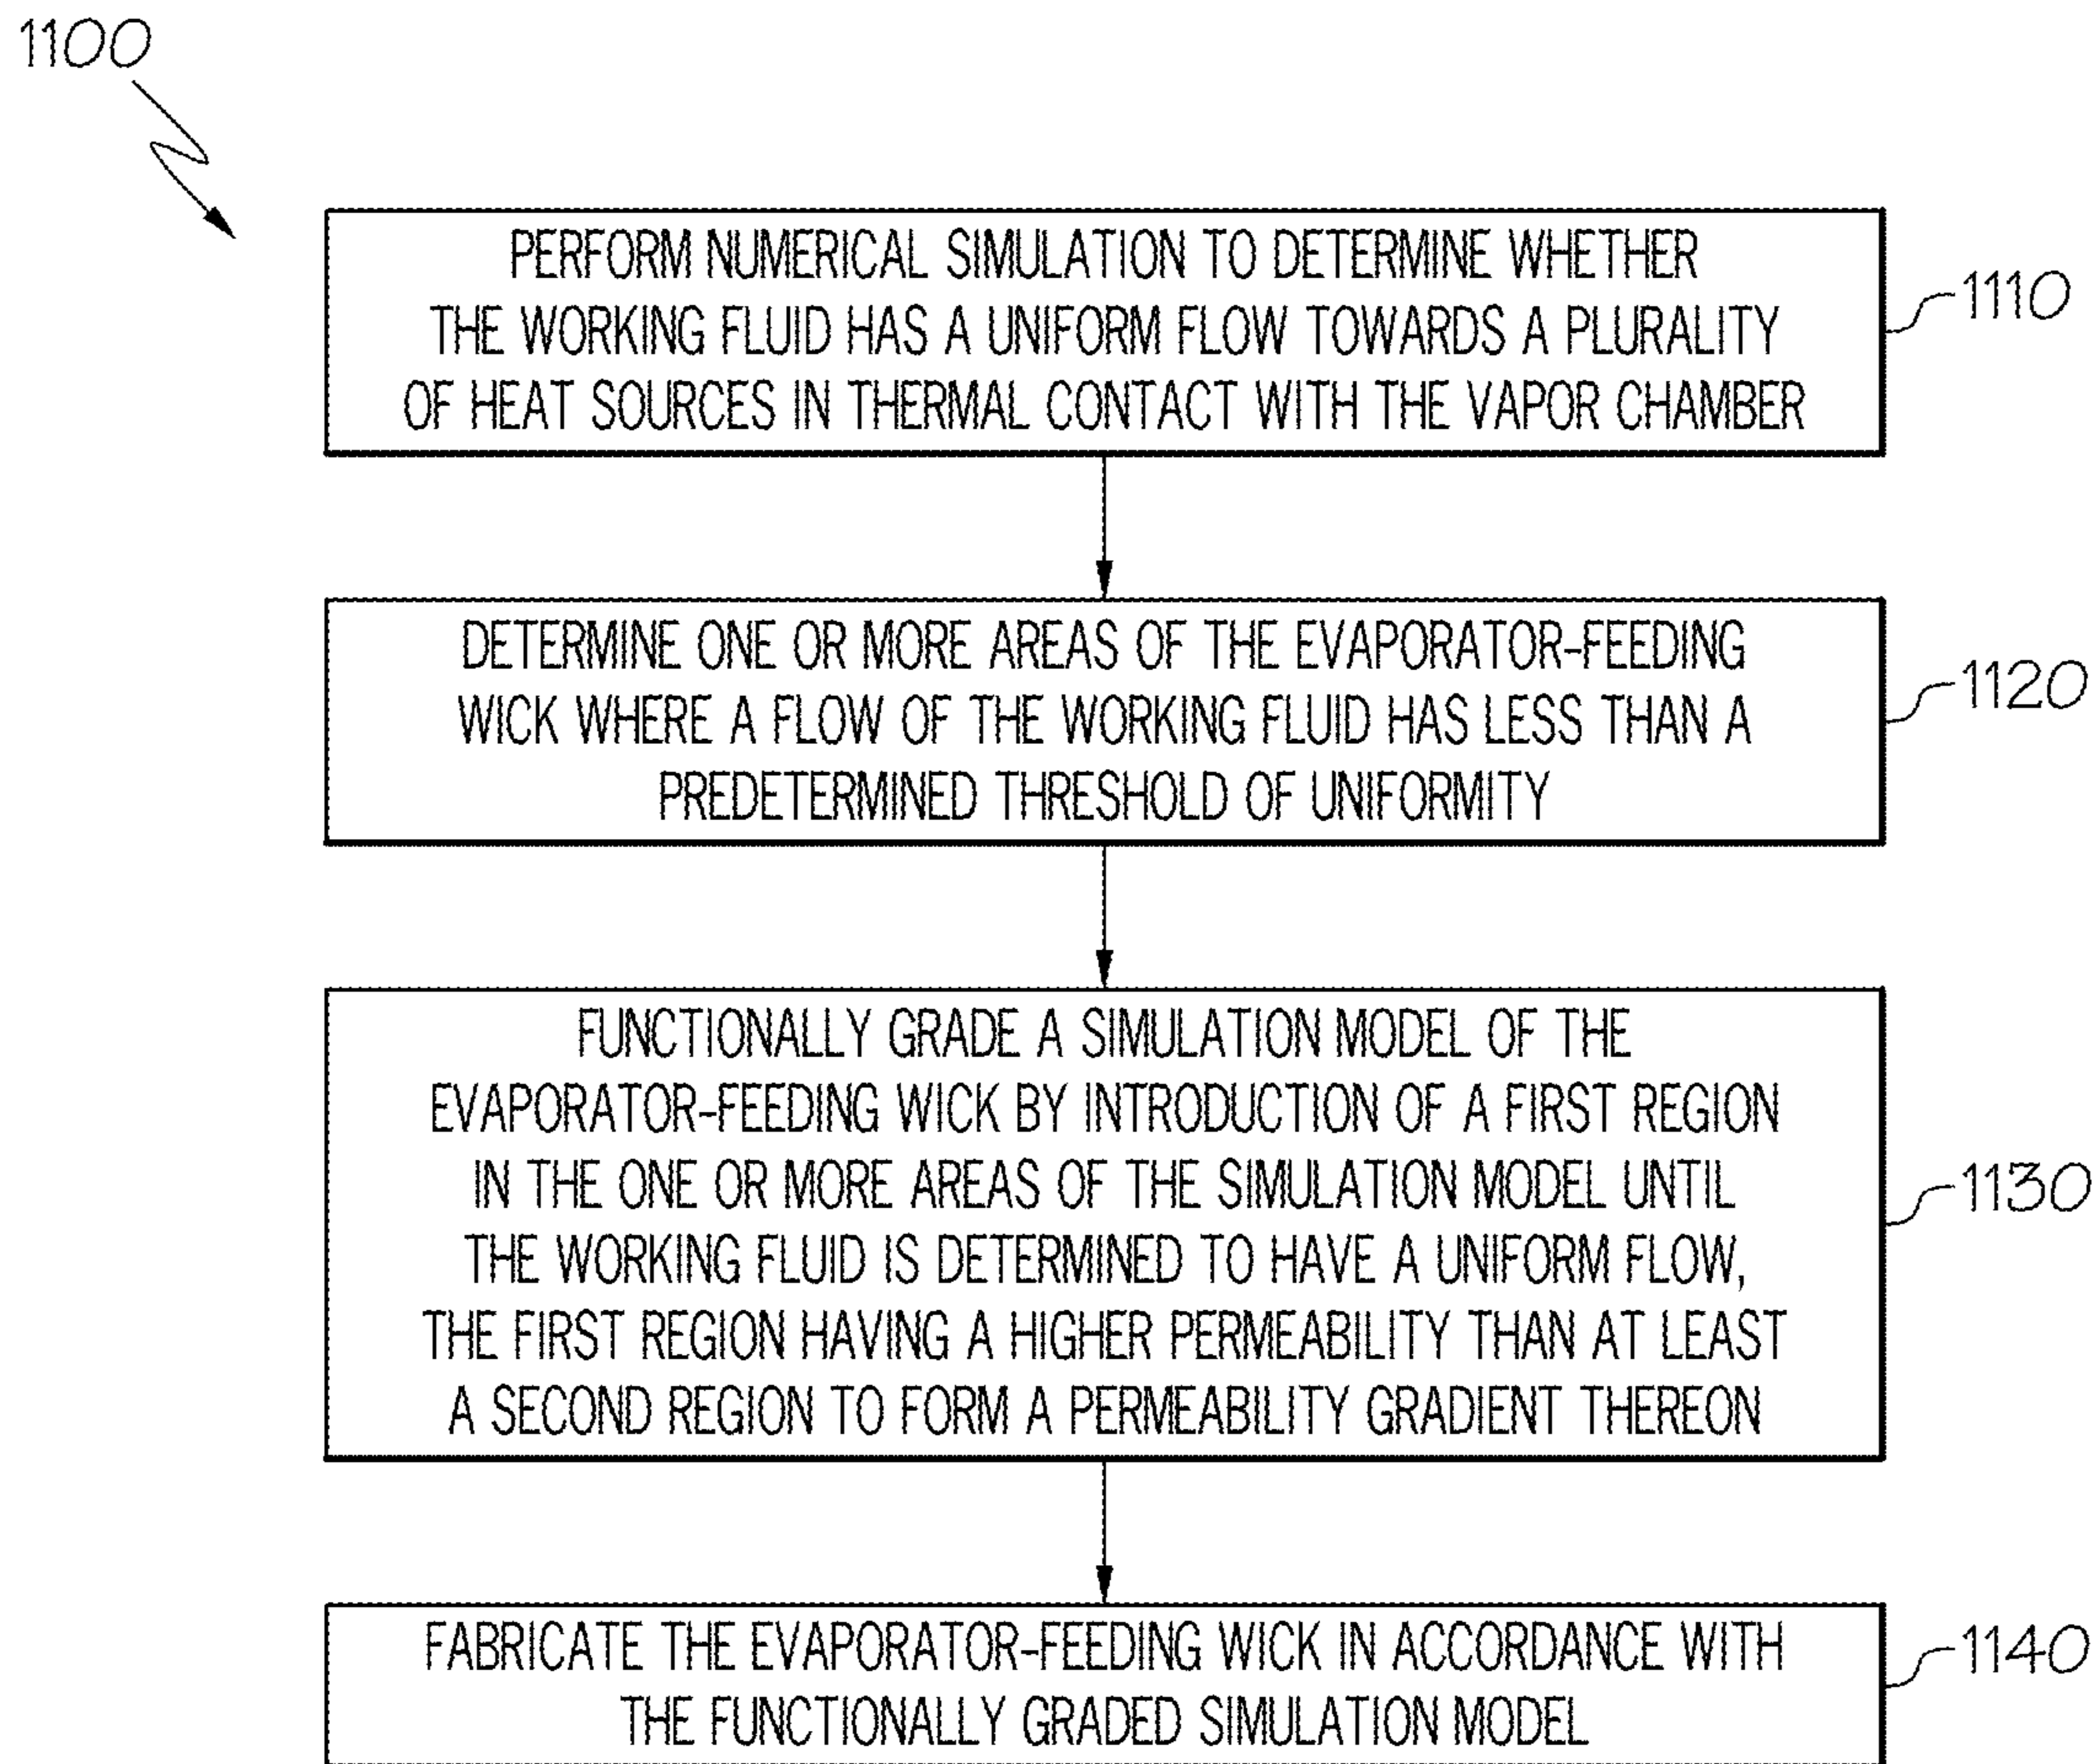 1100
PERFORM NUMERICAL SIMULATION TO DETERMINE WHETHER
THE WORKING FLUID HAS A UNIFORM FLOW TOWARDS A PLURALITY
OF HEAT SOURCES IN THERMAL CONTACT WITH THE VAPOR CHAMBER
1110
DETERMINE ONE OR MORE AREAS OF THE EVAPORATOR-FEEDING
WICK WHERE A FLOW OF THE WORKING FLUID HAS LESS THAN A
PREDETERMINED THRESHOLD OF UNIFORMITY
1120
FUNCTIONALLY GRADE A SIMULATION MODEL OF THE
EVAPORATOR-FEEDING WICK BY INTRODUCTION OF A FIRST REGION
IN THE ONE OR MORE AREAS OF THE SIMULATION MODEL UNTIL
THE WORKING FLUID IS DETERMINED TO HAVE A UNIFORM FLOW,
THE FIRST REGION HAVING A HIGHER PERMEABILITY THAN AT LEAST
A SECOND REGION TO FORM A PERMEABILITY GRADIENT THEREON
1130
FABRICATE THE EVAPORATOR-FEEDING WICK IN ACCORDANCE WITH
THE FUNCTIONALLY GRADED SIMULATION MODEL
1140